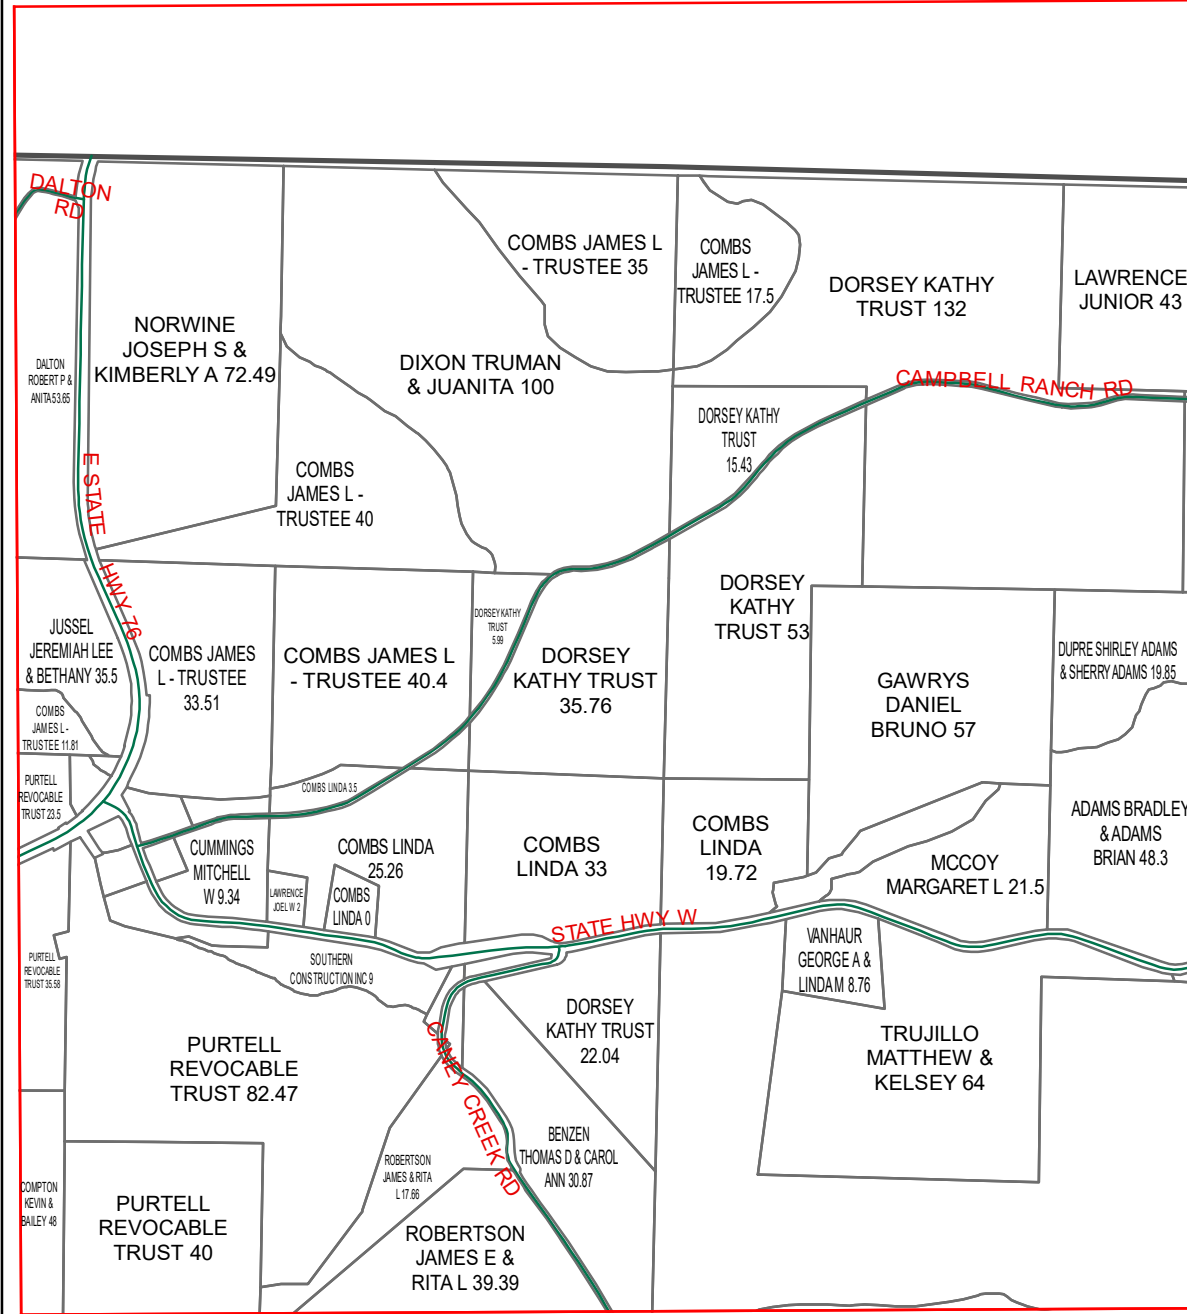 DALTON
RD
COMBS JAMES L
- TRUSTEE 35
COMBS
JAMES L -
TRUSTEE 17.5
DORSEY KATHY
TRUST 132
LAWRENCE
JUNIOR 43
NORWINE
JOSEPH S &
KIMBERLY A 72.49
DALTON
ROBERT P &
ANITA 53.65
DIXON TRUMAN
& JUANITA 100
CAMPBELL RANCH RD
DORSEY KATHY
TRUST
15.43
E STATE HWY 76
COMBS
JAMES L -
TRUSTEE 40
JUSSEL
JEREMIAH LEE
& BETHANY 35.5
COMBS JAMES
L - TRUSTEE
33.51
COMBS JAMES L
- TRUSTEE 40.4
DORSEY KATHY
TRUST
5.99
DORSEY
KATHY TRUST
35.76
DORSEY
KATHY
TRUST 53
GAWRYS
DANIEL
BRUNO 57
DUPRE SHIRLEY ADAMS
& SHERRY ADAMS 19.85
COMBS
JAMES L -
TRUSTEE 11.81
PURTELL
REVOCABLE
TRUST 23.5
COMBS LINDA 3.5
CUMMINGS
MITCHELL
W 9.34
COMBS LINDA
25.26
COMBS
LINDA 33
COMBS
LINDA
19.72
MCCOY
MARGARET L 21.5
ADAMS BRADLEY
& ADAMS
BRIAN 48.3
LAWRENCE
JOEL W 2
COMBS
LINDA 0
STATE HWY W
PURTELL
REVOCABLE
TRUST 35.58
SOUTHERN
CONSTRUCTION INC 9
VANHAUR
GEORGE A &
LINDA M 8.76
DORSEY
KATHY TRUST
22.04
PURTELL
REVOCABLE
TRUST 82.47
TRUJILLO
MATTHEW &
KELSEY 64
CANEY CREEK RD
BENZEN
THOMAS D & CAROL
ANN 30.87
ROBERTSON
JAMES & RITA
L 17.66
COMPTON
KEVIN &
BAILEY 48
PURTELL
REVOCABLE
TRUST 40
ROBERTSON
JAMES E &
RITA L 39.39